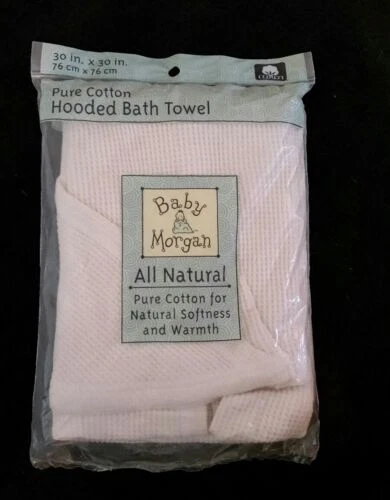 30 in. x 30 in.
76 cm x 76 cm
COTTON
Pure Cotton
Hooded Bath Towel
Baby
Morgan
All Natural
Pure Cotton for
Natural Softness
and Warmth